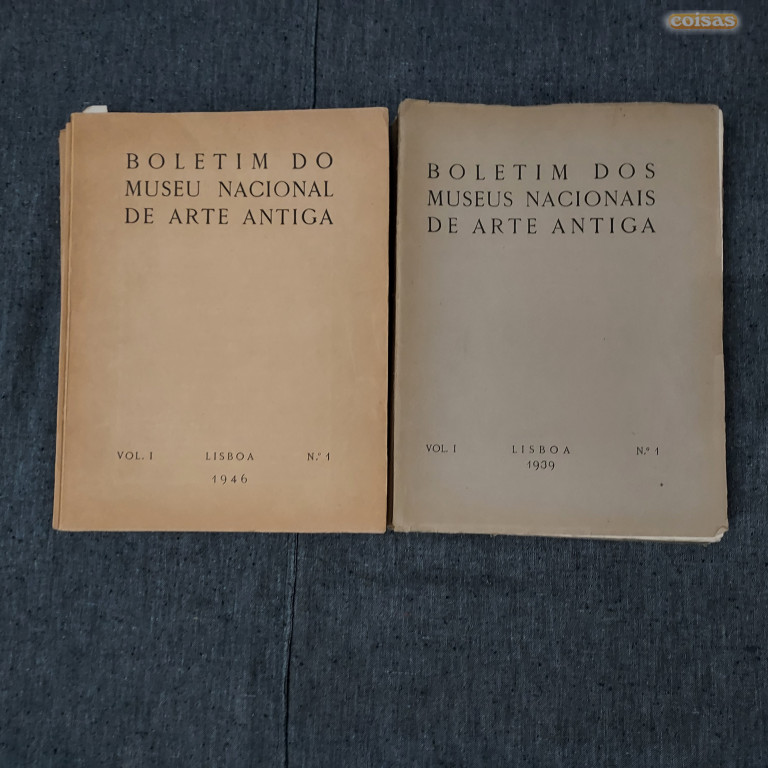 coisas
BOLETIM DO
MUSEU NACIONAL
DE ARTE ANTIGA
VOL. I LISBOA N.º 1
1946
BOLETIM DOS
MUSEUS NACIONAIS
DE ARTE ANTIGA
VOL. I LISBOA N.º 1
1939